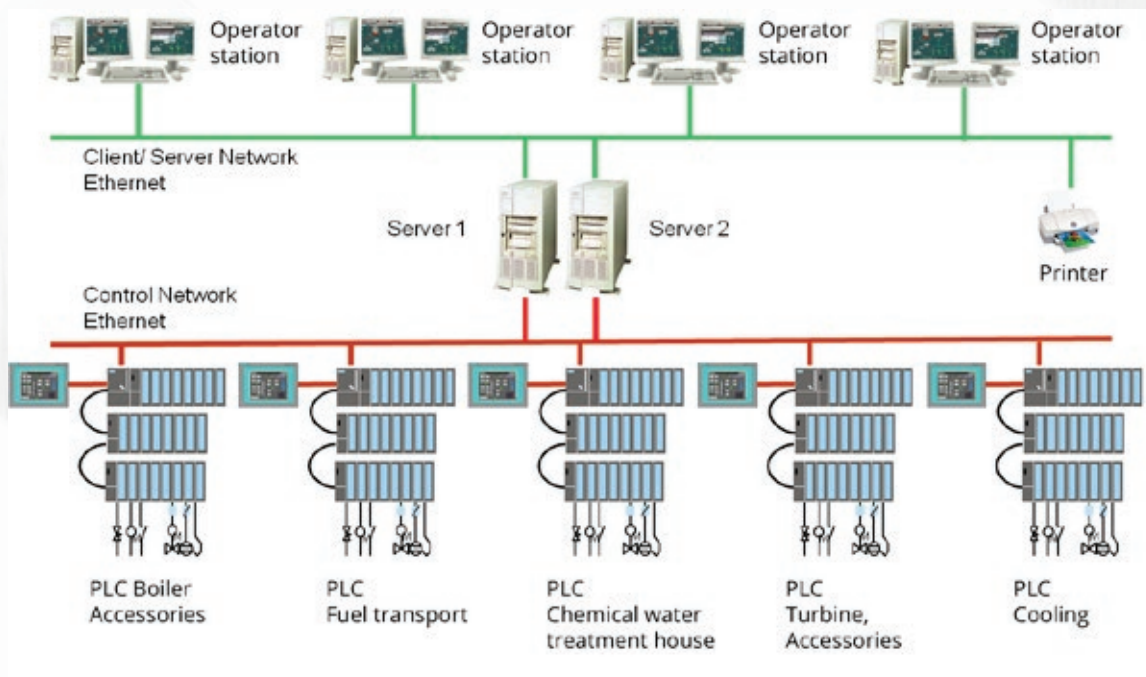 Operator
station
Operator
station
Operator
station
Operator
station
Client/ Server Network
Ethernet
Server 1
Server 2
Printer
Control Network
Ethernet
PLC Boiler
Accessories
PLC
Fuel transport
PLC
Chemical water
treatment house
PLC
Turbine,
Accessories
PLC
Cooling